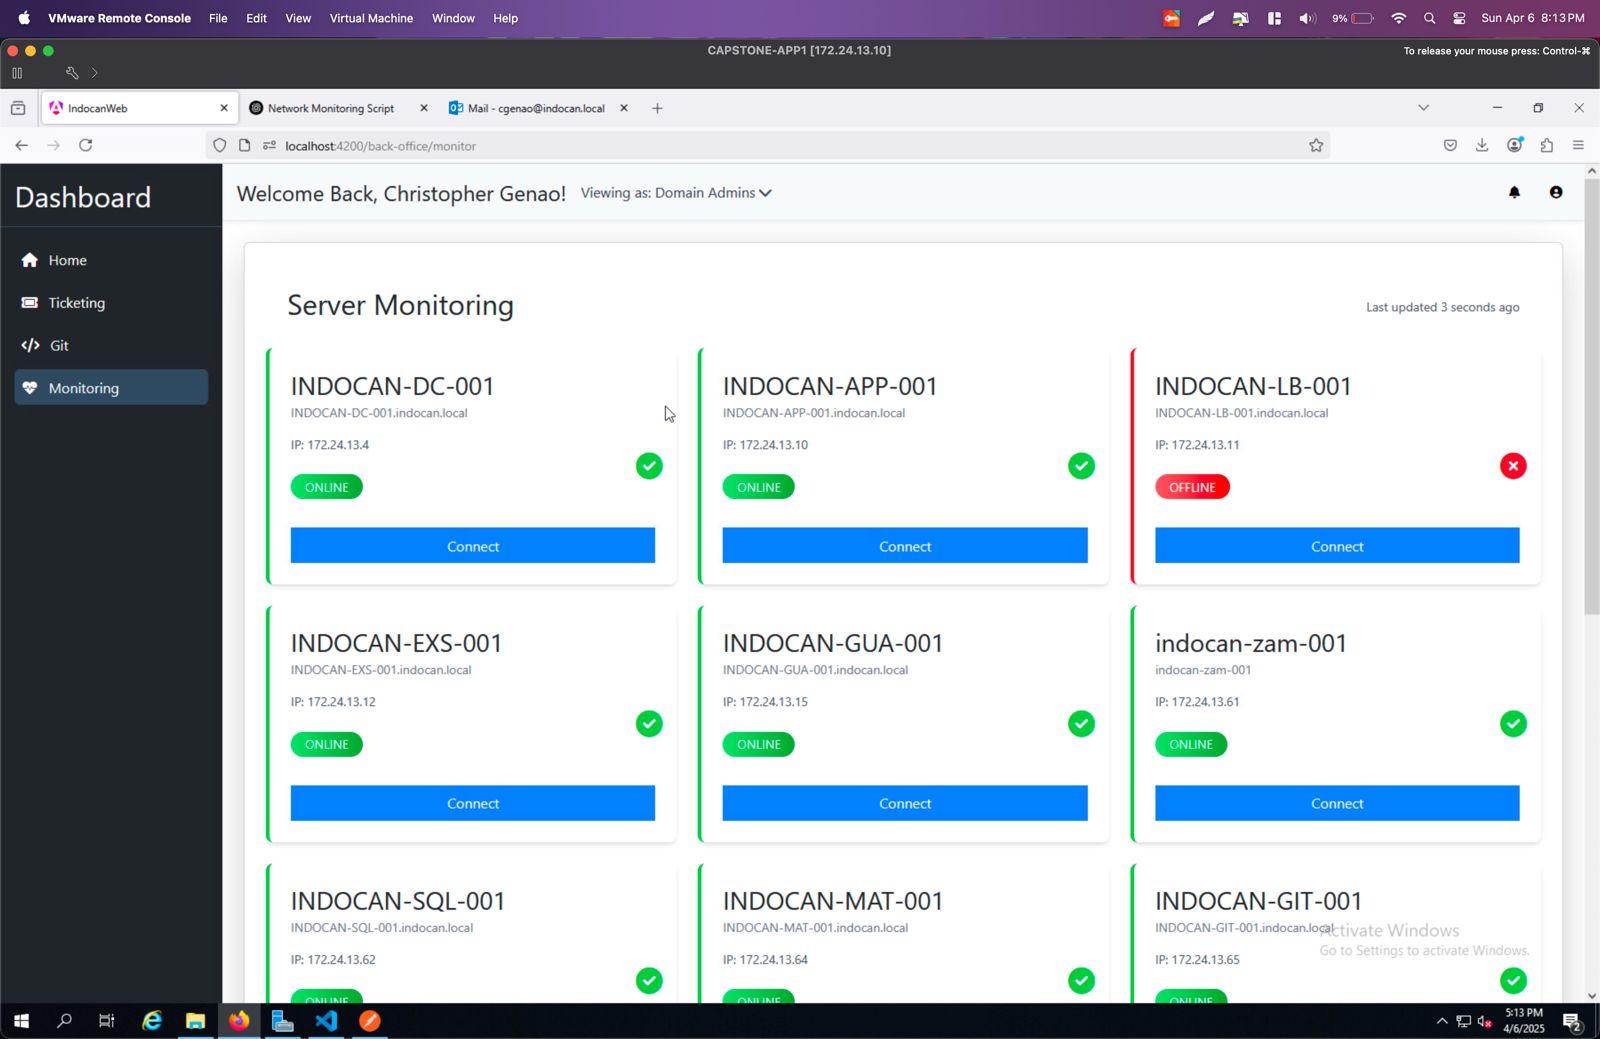 VMware Remote Console File Edit View Virtual Machine Window Help 9% Sun Apr 6 8:13 PM
CAPSTONE-APP1 [172.24.13.10] To release your mouse press: Control-⌘
IndocanWeb Network Monitoring Script Mail - cgenao@indocan.local
localhost:4200/back-office/monitor
Dashboard
Home
Ticketing
Git
Monitoring
Welcome Back, Christopher Genao! Viewing as: Domain Admins
Server Monitoring
Last updated 3 seconds ago
INDOCAN-DC-001
INDOCAN-DC-001.indocan.local
IP: 172.24.13.4
ONLINE
Connect
INDOCAN-APP-001
INDOCAN-APP-001.indocan.local
IP: 172.24.13.10
ONLINE
Connect
INDOCAN-LB-001
INDOCAN-LB-001.indocan.local
IP: 172.24.13.11
OFFLINE
Connect
INDOCAN-EXS-001
INDOCAN-EXS-001.indocan.local
IP: 172.24.13.12
ONLINE
Connect
INDOCAN-GUA-001
INDOCAN-GUA-001.indocan.local
IP: 172.24.13.15
ONLINE
Connect
indocan-zam-001
indocan-zam-001
IP: 172.24.13.61
ONLINE
Connect
INDOCAN-SQL-001
INDOCAN-SQL-001.indocan.local
IP: 172.24.13.62
ONLINE
INDOCAN-MAT-001
INDOCAN-MAT-001.indocan.local
IP: 172.24.13.64
ONLINE
INDOCAN-GIT-001
INDOCAN-GIT-001.indocan.local
IP: 172.24.13.65
ONLINE
Activate Windows
Go to Settings to activate Windows.
5:13 PM
4/6/2025
2